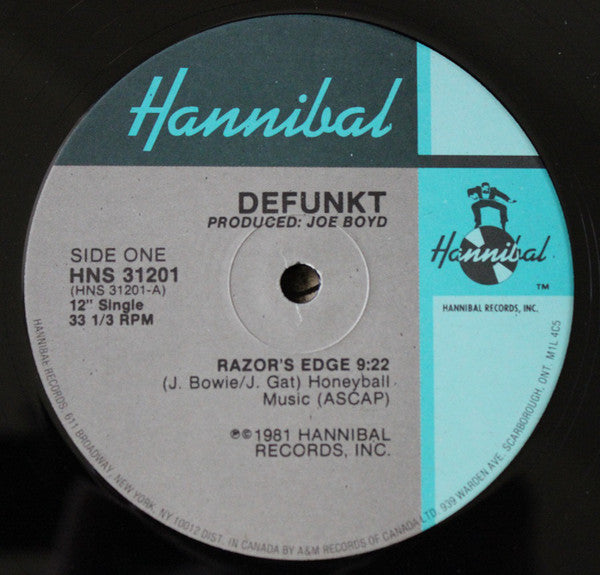 Hannibal
DEFUNKT
PRODUCED: JOE BOYD
SIDE ONE
HNS 31201
(HNS 31201-A)
12" Single
33 1/3 RPM
Hannibal
TM
HANNIBAL RECORDS, INC.
RAZOR'S EDGE 9:22
(J. Bowie/J. Gat) Honeyball
Music (ASCAP)
℗©1981 HANNIBAL
RECORDS, INC.
HANNIBAL RECORDS, 611 BROADWAY, NEW YORK, NY 10012 DIST. IN CANADA BY A&M RECORDS OF CANADA LTD. 939 WARDEN AVE. SCARBOROUGH, ONT. M1L 4C5